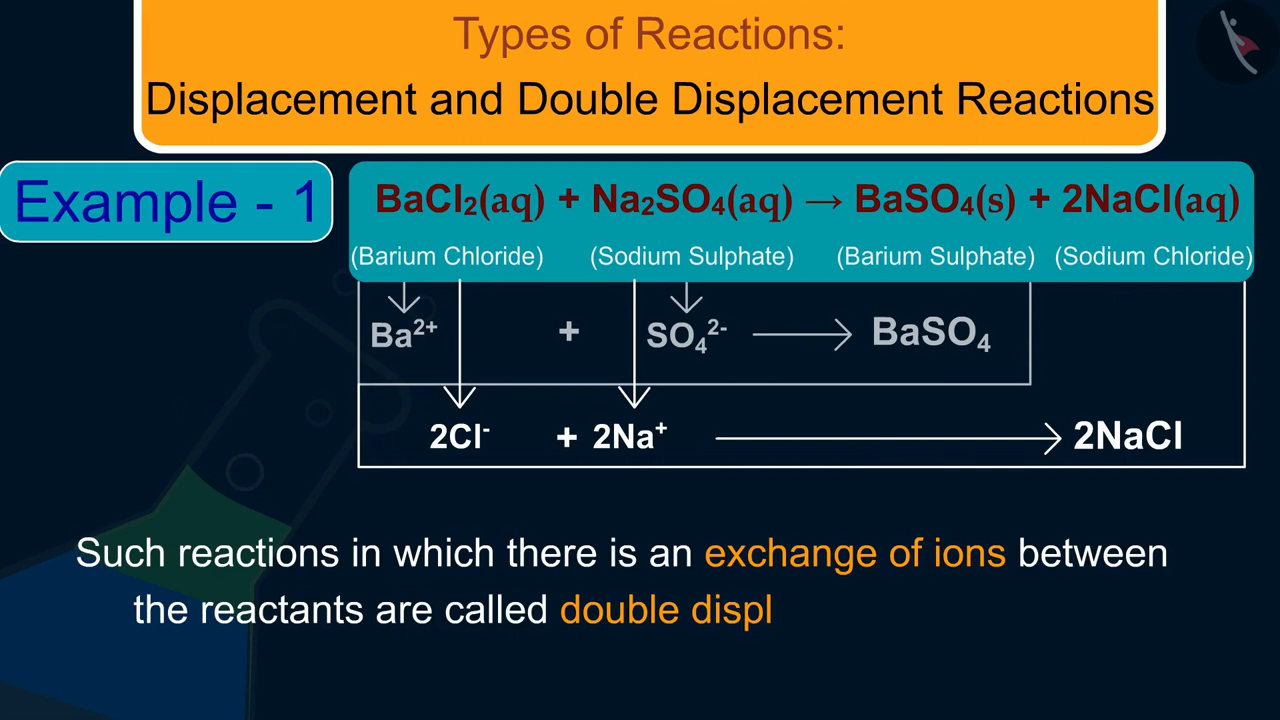 Types of Reactions:
Displacement and Double Displacement Reactions
Example - 1
BaCl₂(aq) + Na₂SO₄(aq) → BaSO₄(s) + 2NaCl(aq)
(Barium Chloride) (Sodium Sulphate) (Barium Sulphate) (Sodium Chloride)
Ba²⁺ + SO₄²⁻ → BaSO₄
2Cl⁻ + 2Na⁺ → 2NaCl
Such reactions in which there is an exchange of ions between
the reactants are called double displ